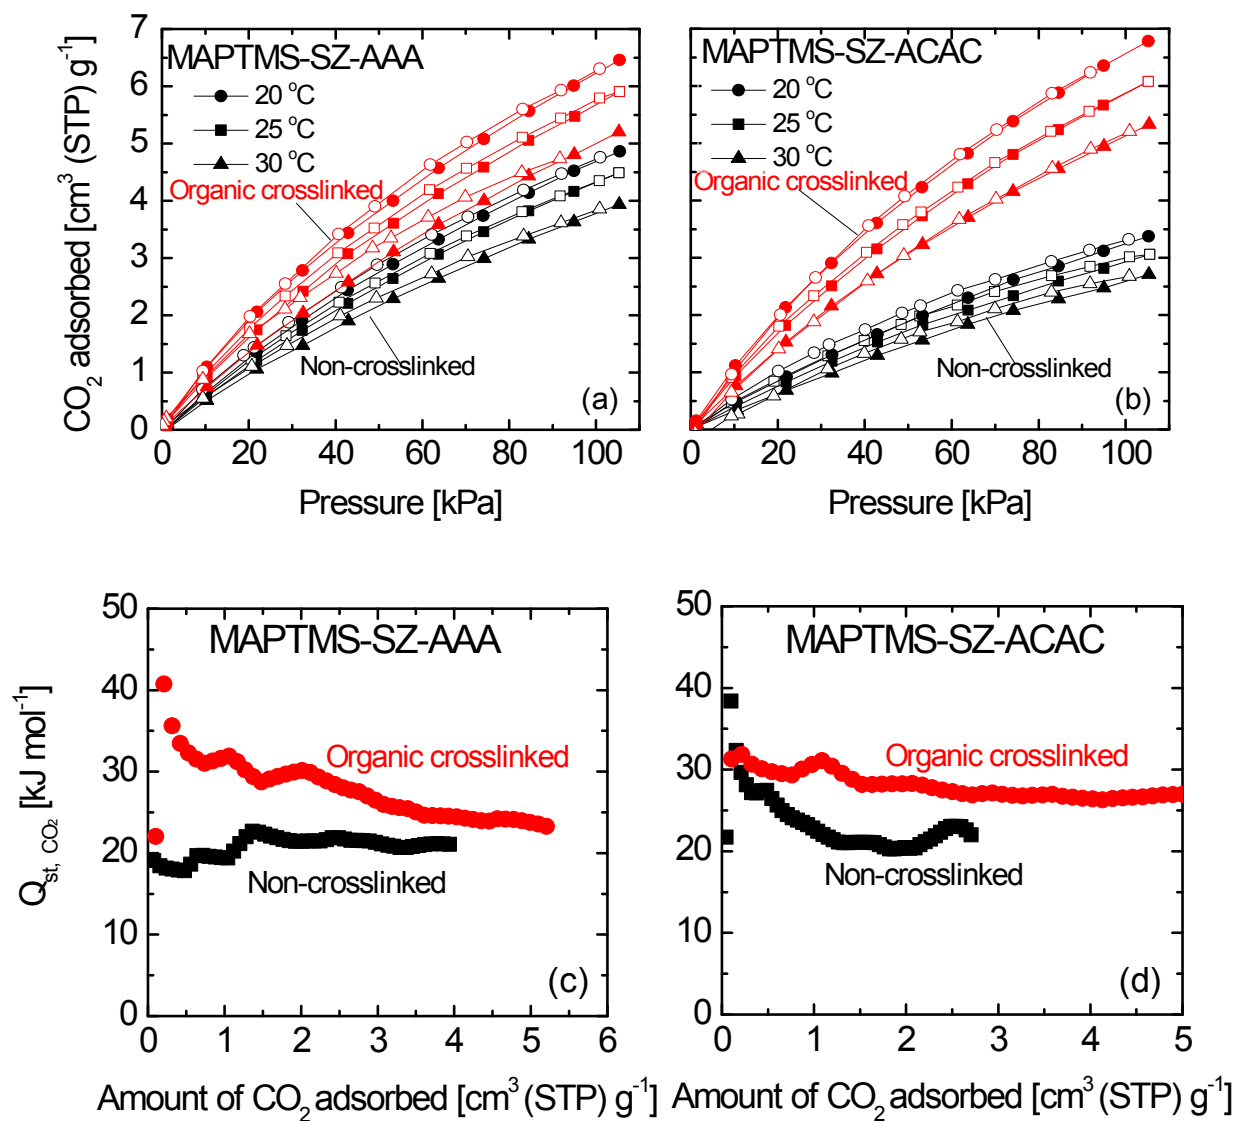 7
6
5
4
3
2
1
0
CO₂ adsorbed [cm³ (STP) g⁻¹]
MAPTMS-SZ-AAA
20 °C
25 °C
30 °C
Organic crosslinked
Non-crosslinked
(a)
0 20 40 60 80 100
Pressure [kPa]
MAPTMS-SZ-ACAC
20 °C
25 °C
30 °C
Organic crosslinked
Non-crosslinked
(b)
0 20 40 60 80 100
Pressure [kPa]
50
40
30
20
10
0
Qst, CO₂ [kJ mol⁻¹]
MAPTMS-SZ-AAA
Organic crosslinked
Non-crosslinked
(c)
0 1 2 3 4 5 6
Amount of CO₂ adsorbed [cm³ (STP) g⁻¹]
50
40
30
20
10
0
MAPTMS-SZ-ACAC
Organic crosslinked
Non-crosslinked
(d)
0 1 2 3 4 5
Amount of CO₂ adsorbed [cm³ (STP) g⁻¹]